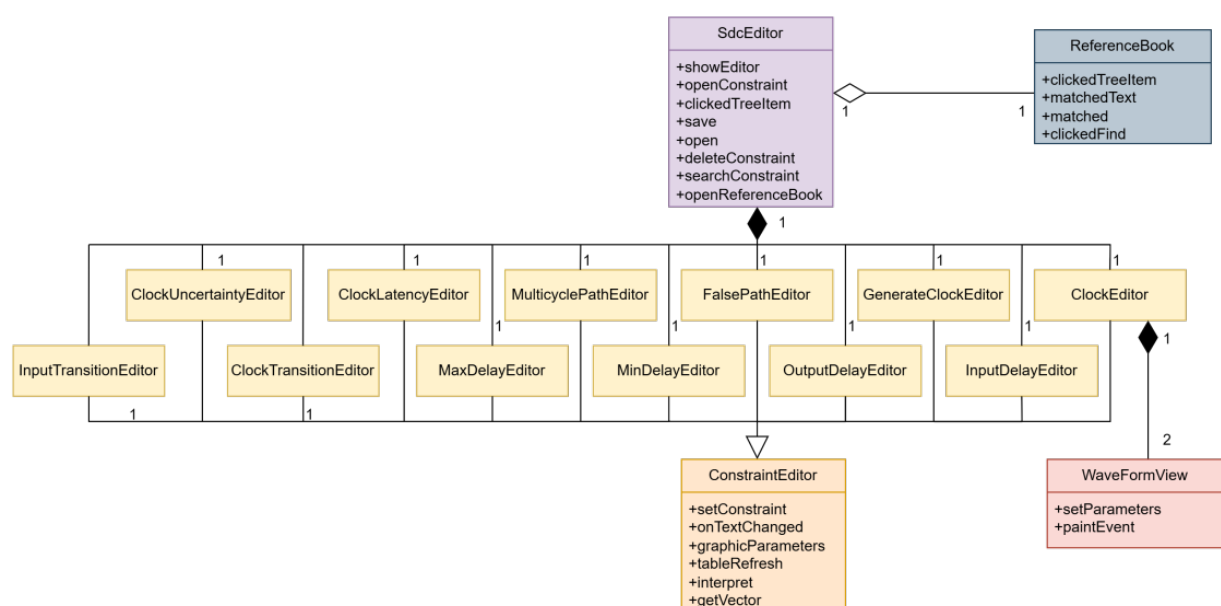 SdcEditor
+showEditor
+openConstraint
+clickedTreeItem
+save
+open
+deleteConstraint
+searchConstraint
+openReferenceBook
ReferenceBook
+clickedTreeItem
+matchedText
+matched
+clickedFind
1
1
1
1
1
1
1
1
1
ClockUncertaintyEditor
ClockLatencyEditor
MulticyclePathEditor
FalsePathEditor
GenerateClockEditor
ClockEditor
1
1
1
1
1
InputTransitionEditor
ClockTransitionEditor
MaxDelayEditor
MinDelayEditor
OutputDelayEditor
InputDelayEditor
1
1
2
ConstraintEditor
+setConstraint
+onTextChanged
+graphicParameters
+tableRefresh
+interpret
+getVector
WaveFormView
+setParameters
+paintEvent